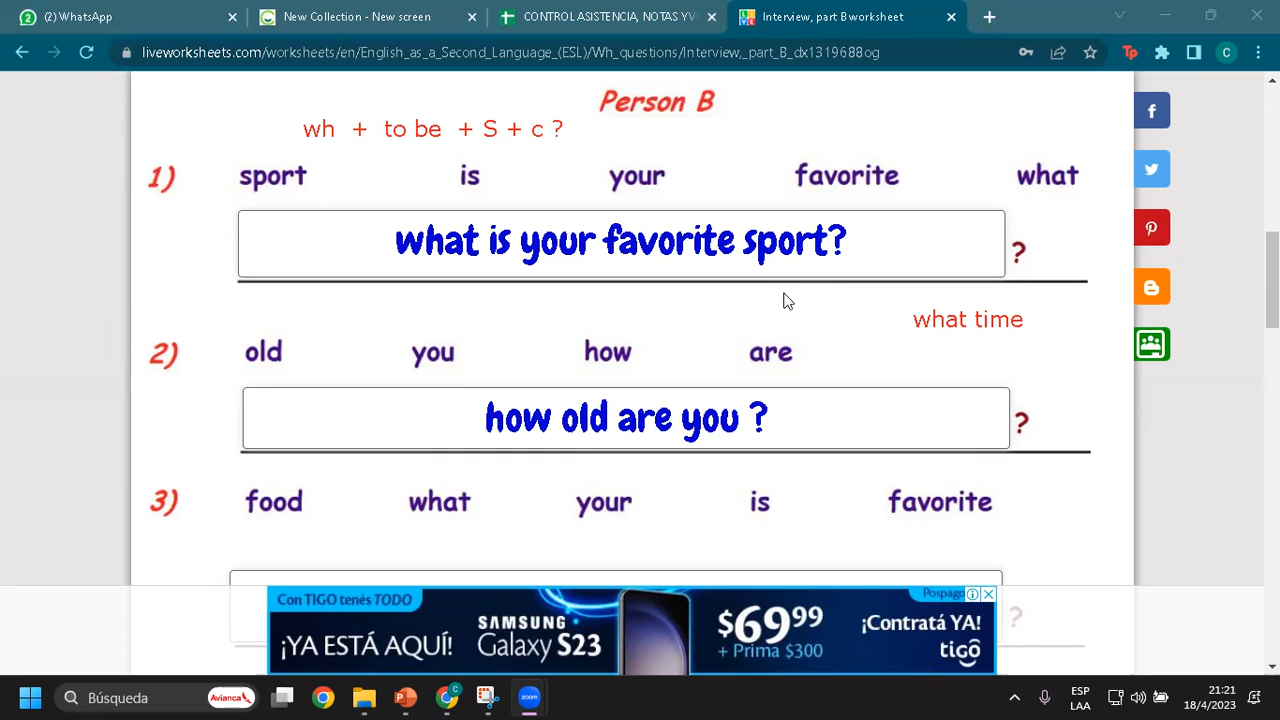 (2) WhatsApp
New Collection - New screen
CONTROL ASISTENCIA, NOTAS YVI
Interview, part B worksheet
liveworksheets.com/worksheets/en/English_as_a_Second_Language_(ESL)/Wh_questions/Interview,_part_B_dx1319688og
Person B
wh + to be + S + c ?
1) sport is your favorite what
what is your favorite sport?
?
what time
2) old you how are
how old are you ?
?
3) food what your is favorite
?
Con TIGO tenés TODO
¡YA ESTÁ AQUÍ!
SAMSUNG
Galaxy S23
$69.99
+ Prima $300
Pospago
¡Contratá YA!
tigo
Búsqueda
Avianca
zoom
ESP
LAA
21:21
18/4/2023